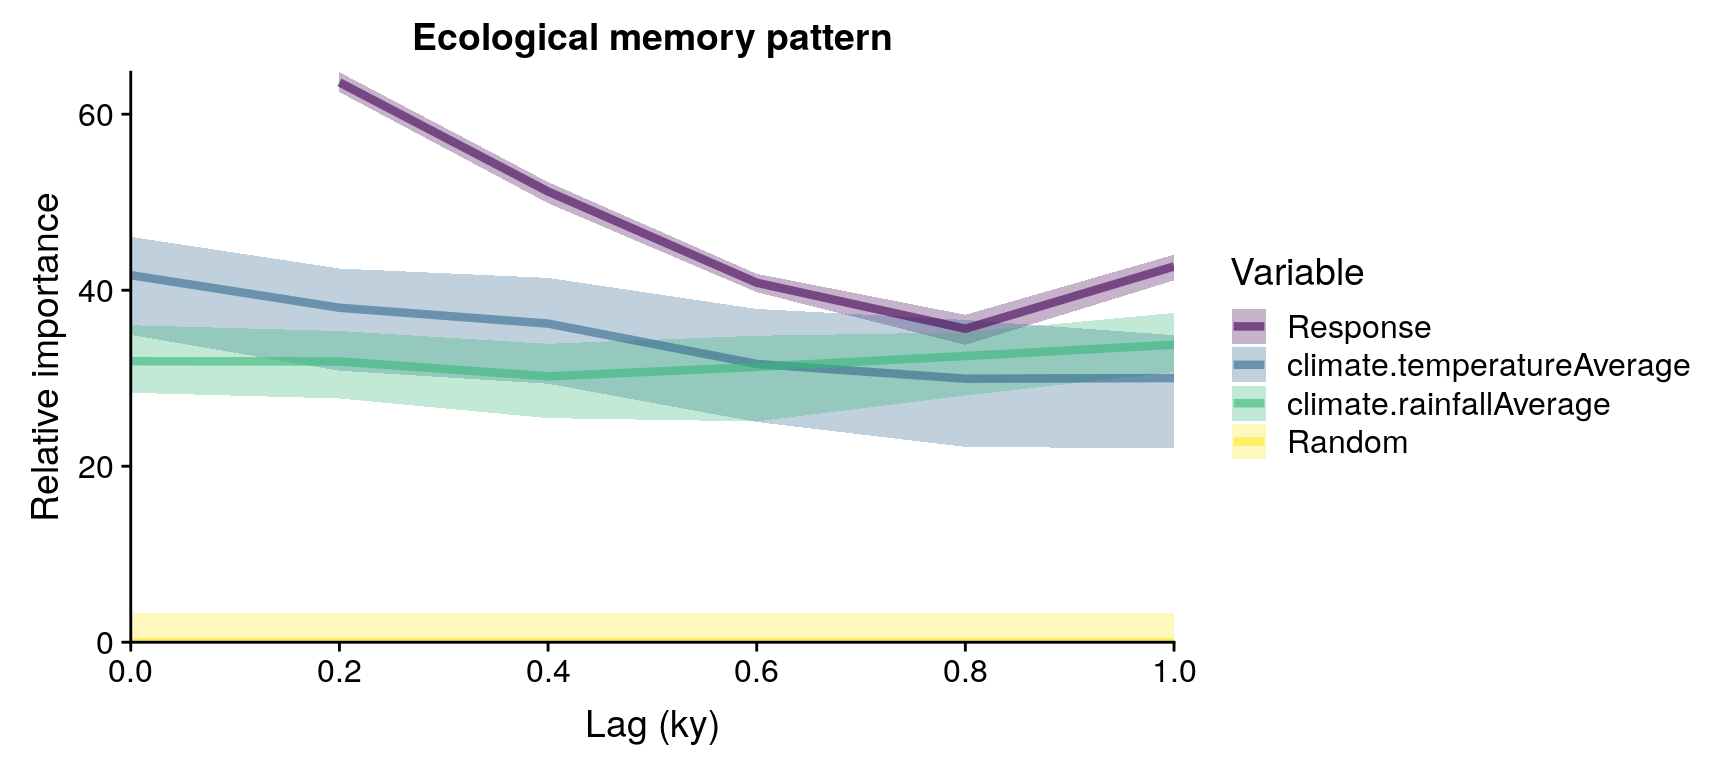 Ecological memory pattern
Relative importance
60
40
20
0
0.0 0.2 0.4 0.6 0.8 1.0
Lag (ky)
Variable
Response
climate.temperatureAverage
climate.rainfallAverage
Random